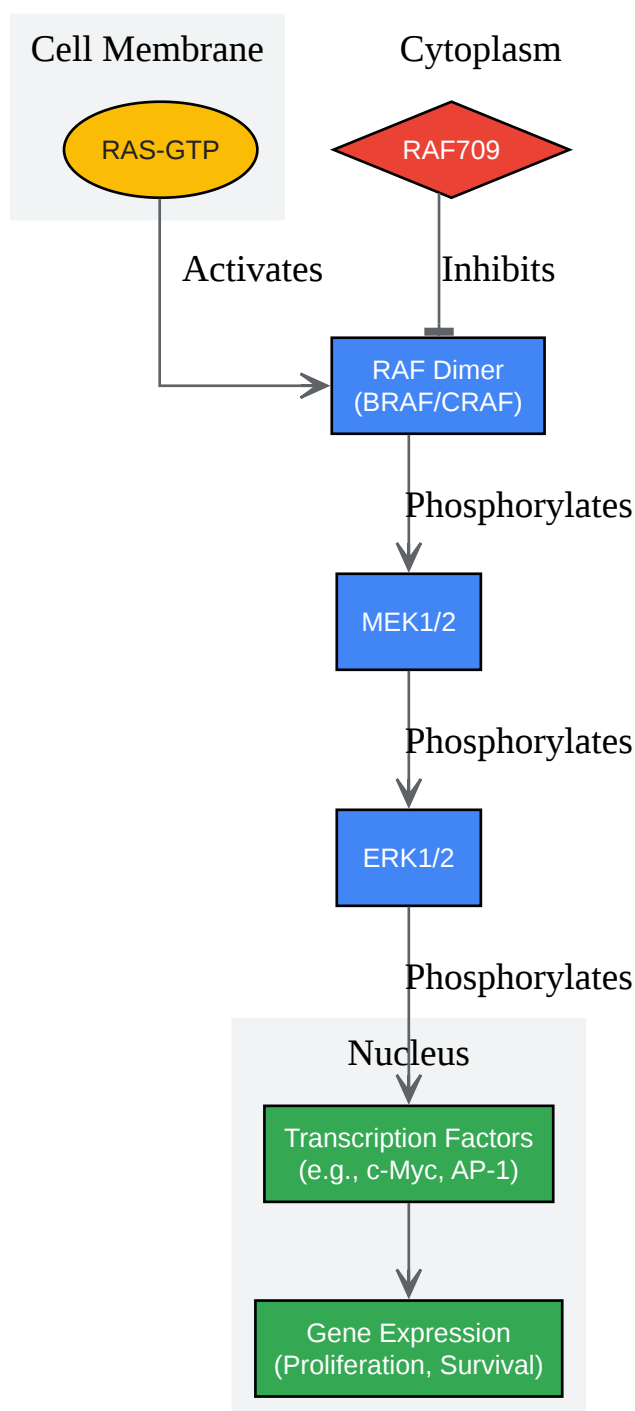 Cell Membrane
Cytoplasm
RAS-GTP
RAF709
Activates
Inhibits
RAF Dimer
(BRAF/CRAF)
Phosphorylates
MEK1/2
Phosphorylates
ERK1/2
Phosphorylates
Nucleus
Transcription Factors
(e.g., c-Myc, AP-1)
Gene Expression
(Proliferation, Survival)